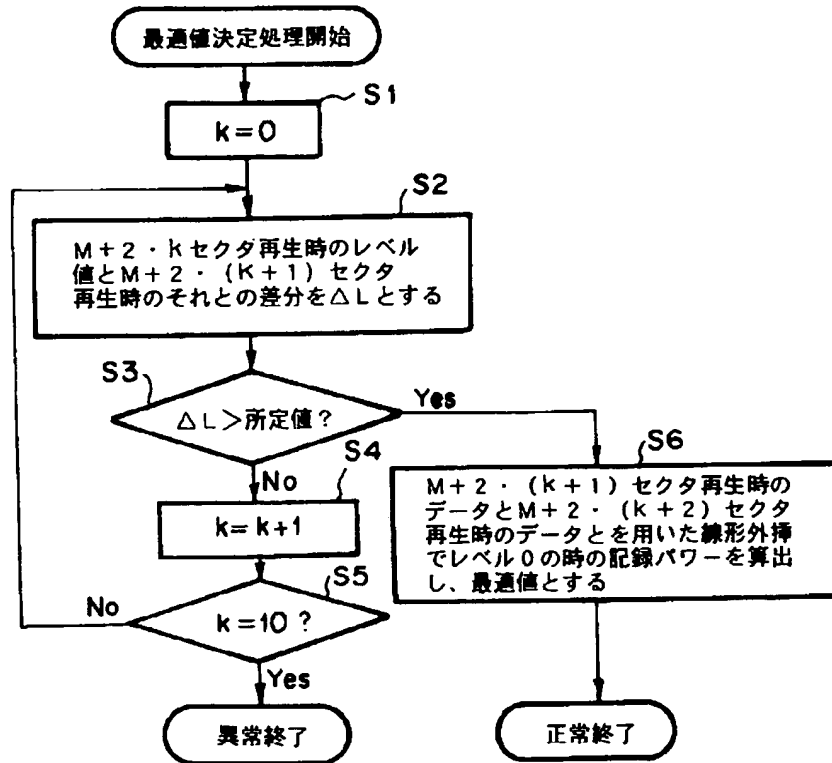 最適値決定処理開始
S1
k=0
S2
M+2・kセクタ再生時のレベル
値とM+2・(k+1)セクタ
再生時のそれとの差分を△Lとする
S3
△L>所定値?
Yes
No
S4
k=k+1
S5
k=10?
No
Yes
異常終了
S6
M+2・(k+1)セクタ再生時の
データとM+2・(k+2)セクタ
再生時のデータとを用いた線形外挿
でレベル0の時の記録パワーを算出
し、最適値とする
正常終了